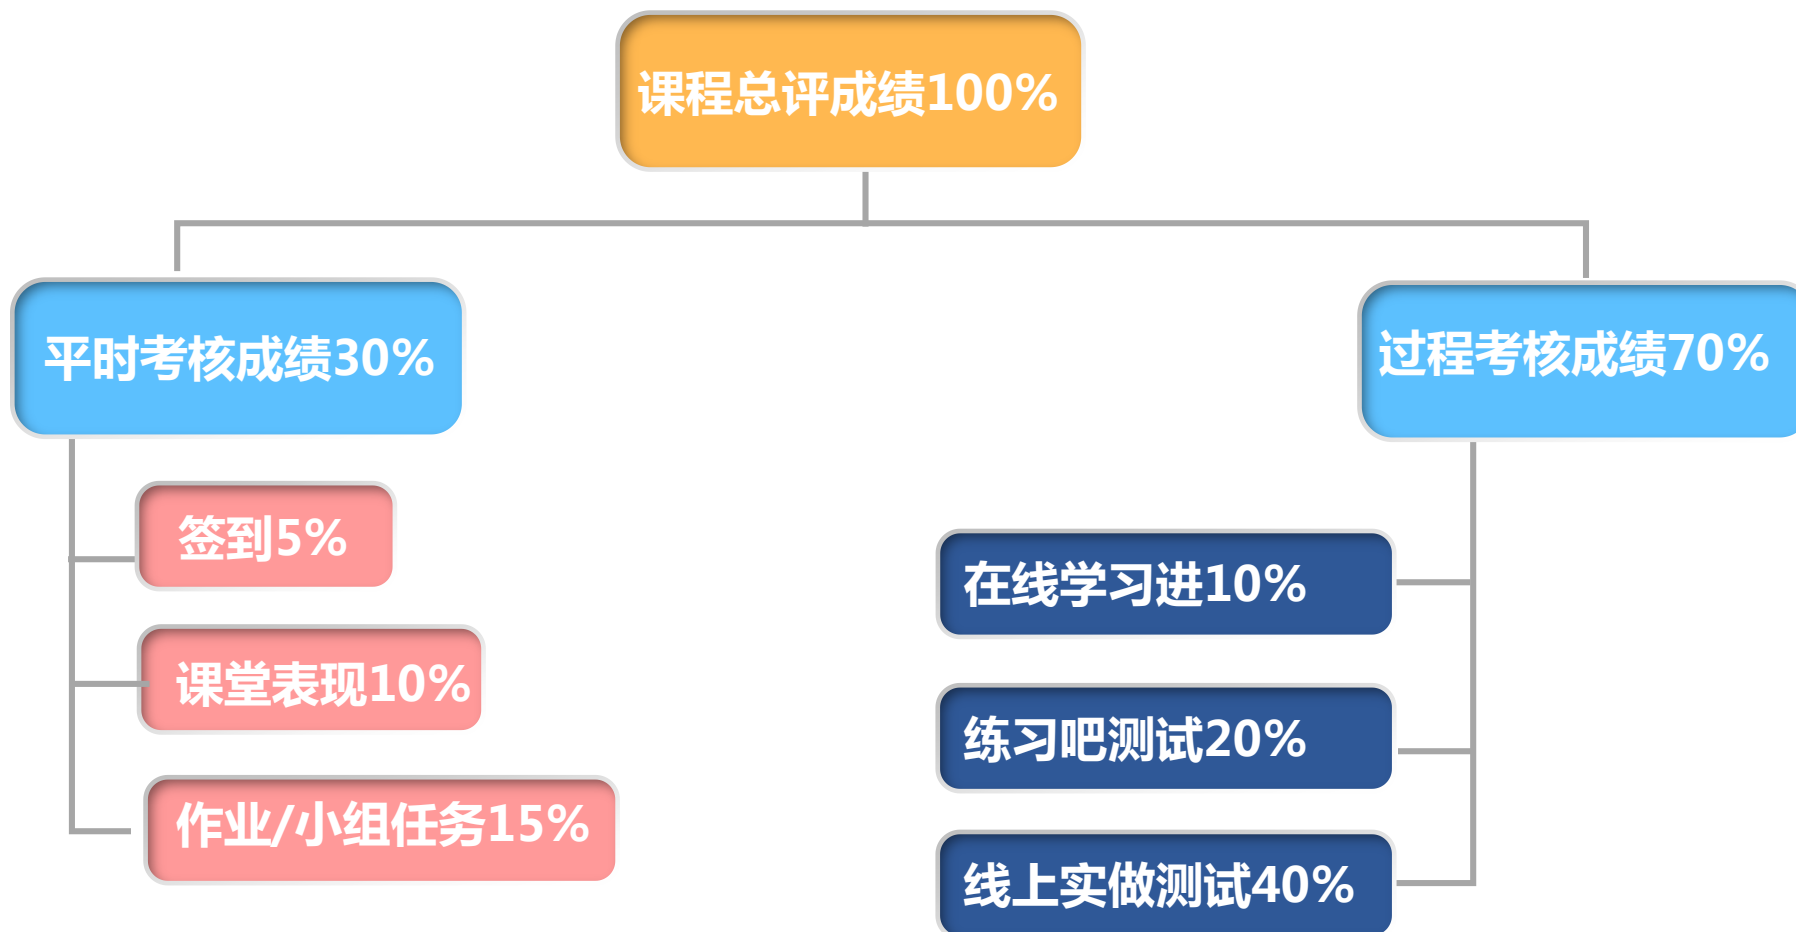 课程总评成绩100%
平时考核成绩30%
过程考核成绩70%
签到5%
课堂表现10%
作业/小组任务15%
在线学习进10%
练习吧测试20%
线上实做测试40%